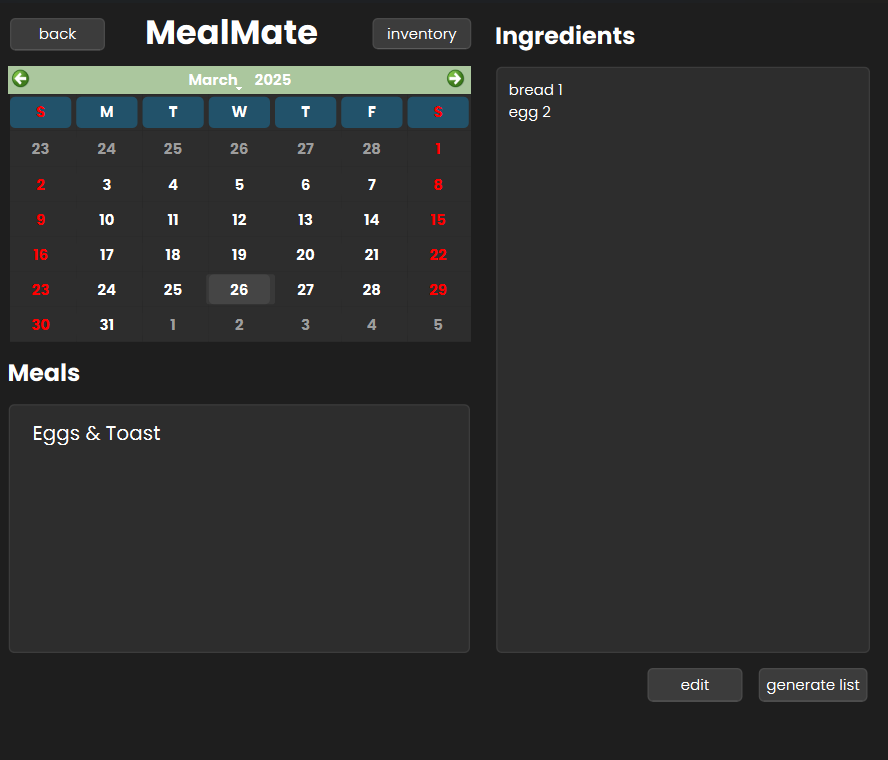 back MealMate inventory
March 2025
S M T W T F S
23 24 25 26 27 28 1
2 3 4 5 6 7 8
9 10 11 12 13 14 15
16 17 18 19 20 21 22
23 24 25 26 27 28 29
30 31 1 2 3 4 5
Meals
Eggs & Toast
Ingredients
bread 1
egg 2
edit generate list